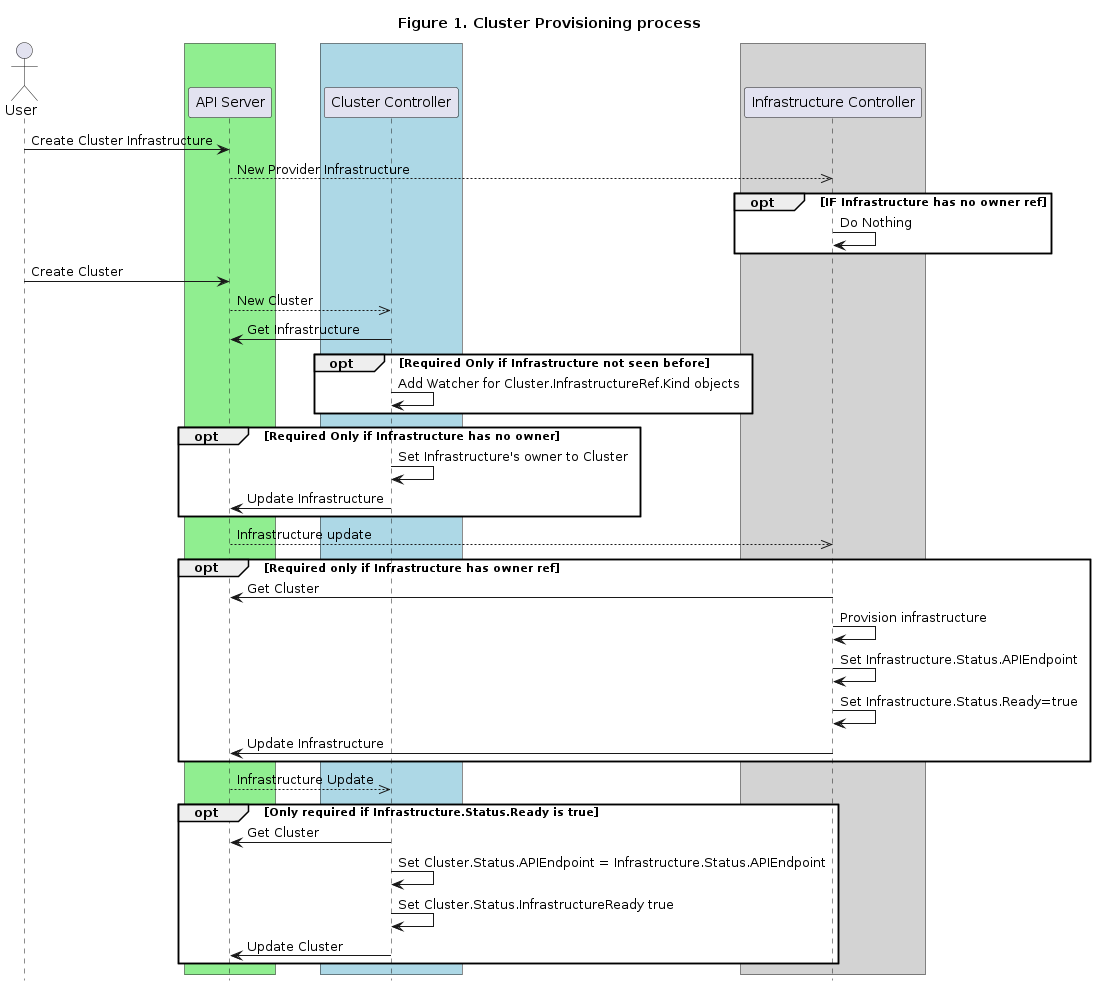 Figure 1. Cluster Provisioning process
User
API Server
Cluster Controller
Infrastructure Controller
Create Cluster Infrastructure
New Provider Infrastructure
opt [IF Infrastructure has no owner ref]
Do Nothing
Create Cluster
New Cluster
Get Infrastructure
opt [Required Only if Infrastructure not seen before]
Add Watcher for Cluster.InfrastructureRef.Kind objects
opt [Required Only if Infrastructure has no owner]
Set Infrastructure's owner to Cluster
Update Infrastructure
Infrastructure update
opt [Required only if Infrastructure has owner ref]
Get Cluster
Provision infrastructure
Set Infrastructure.Status.APIEndpoint
Set Infrastructure.Status.Ready=true
Update Infrastructure
Infrastructure Update
opt [Only required if Infrastructure.Status.Ready is true]
Get Cluster
Set Cluster.Status.APIEndpoint = Infrastructure.Status.APIEndpoint
Set Cluster.Status.InfrastructureReady true
Update Cluster